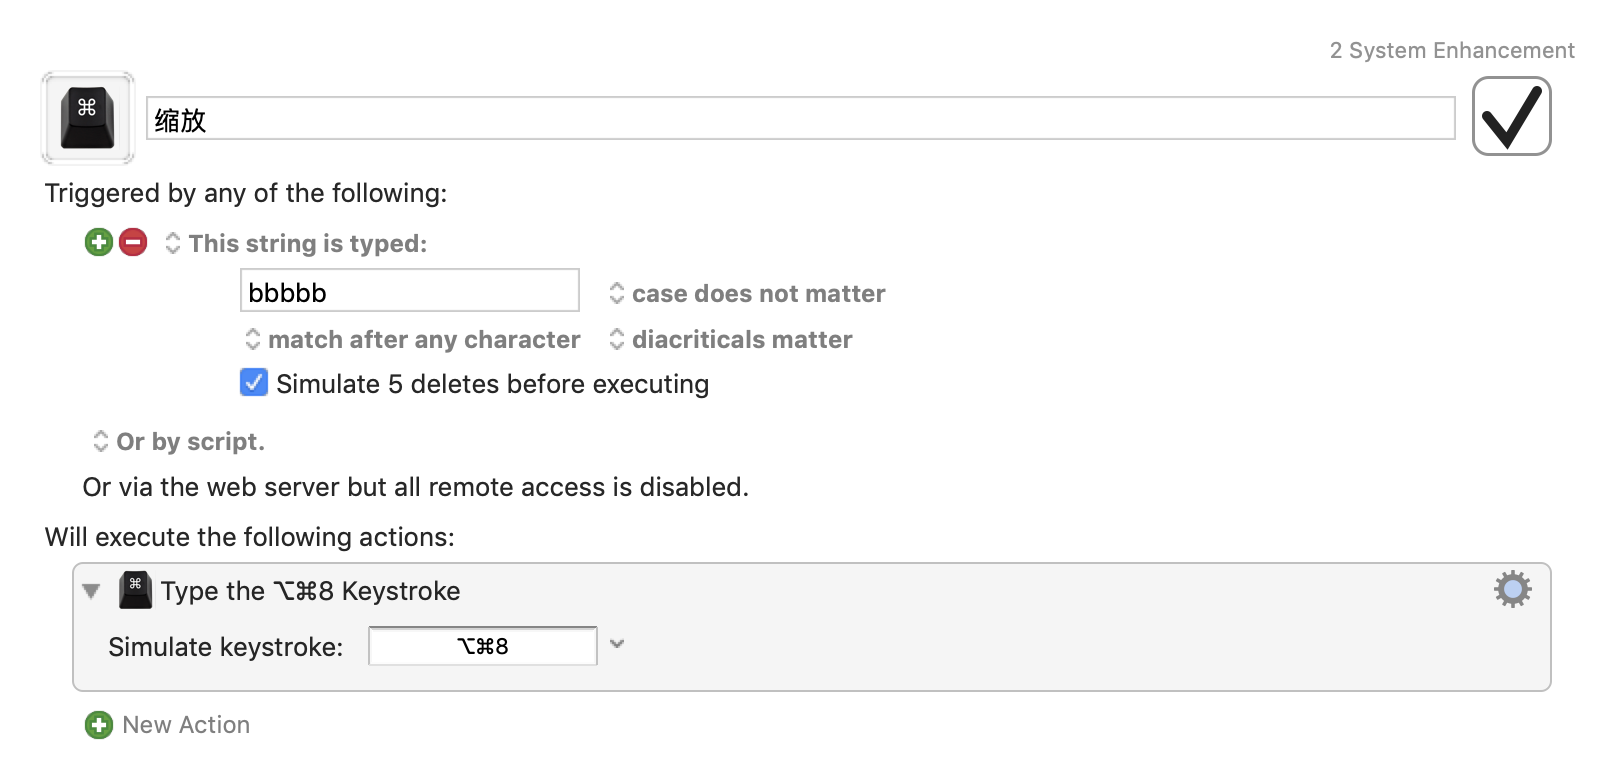 2 System Enhancement
⌘
缩放
Triggered by any of the following:
This string is typed:
bbbbb
case does not matter
match after any character
diacriticals matter
Simulate 5 deletes before executing
Or by script.
Or via the web server but all remote access is disabled.
Will execute the following actions:
⌘ Type the ⌥⌘8 Keystroke
Simulate keystroke: ⌥⌘8
New Action